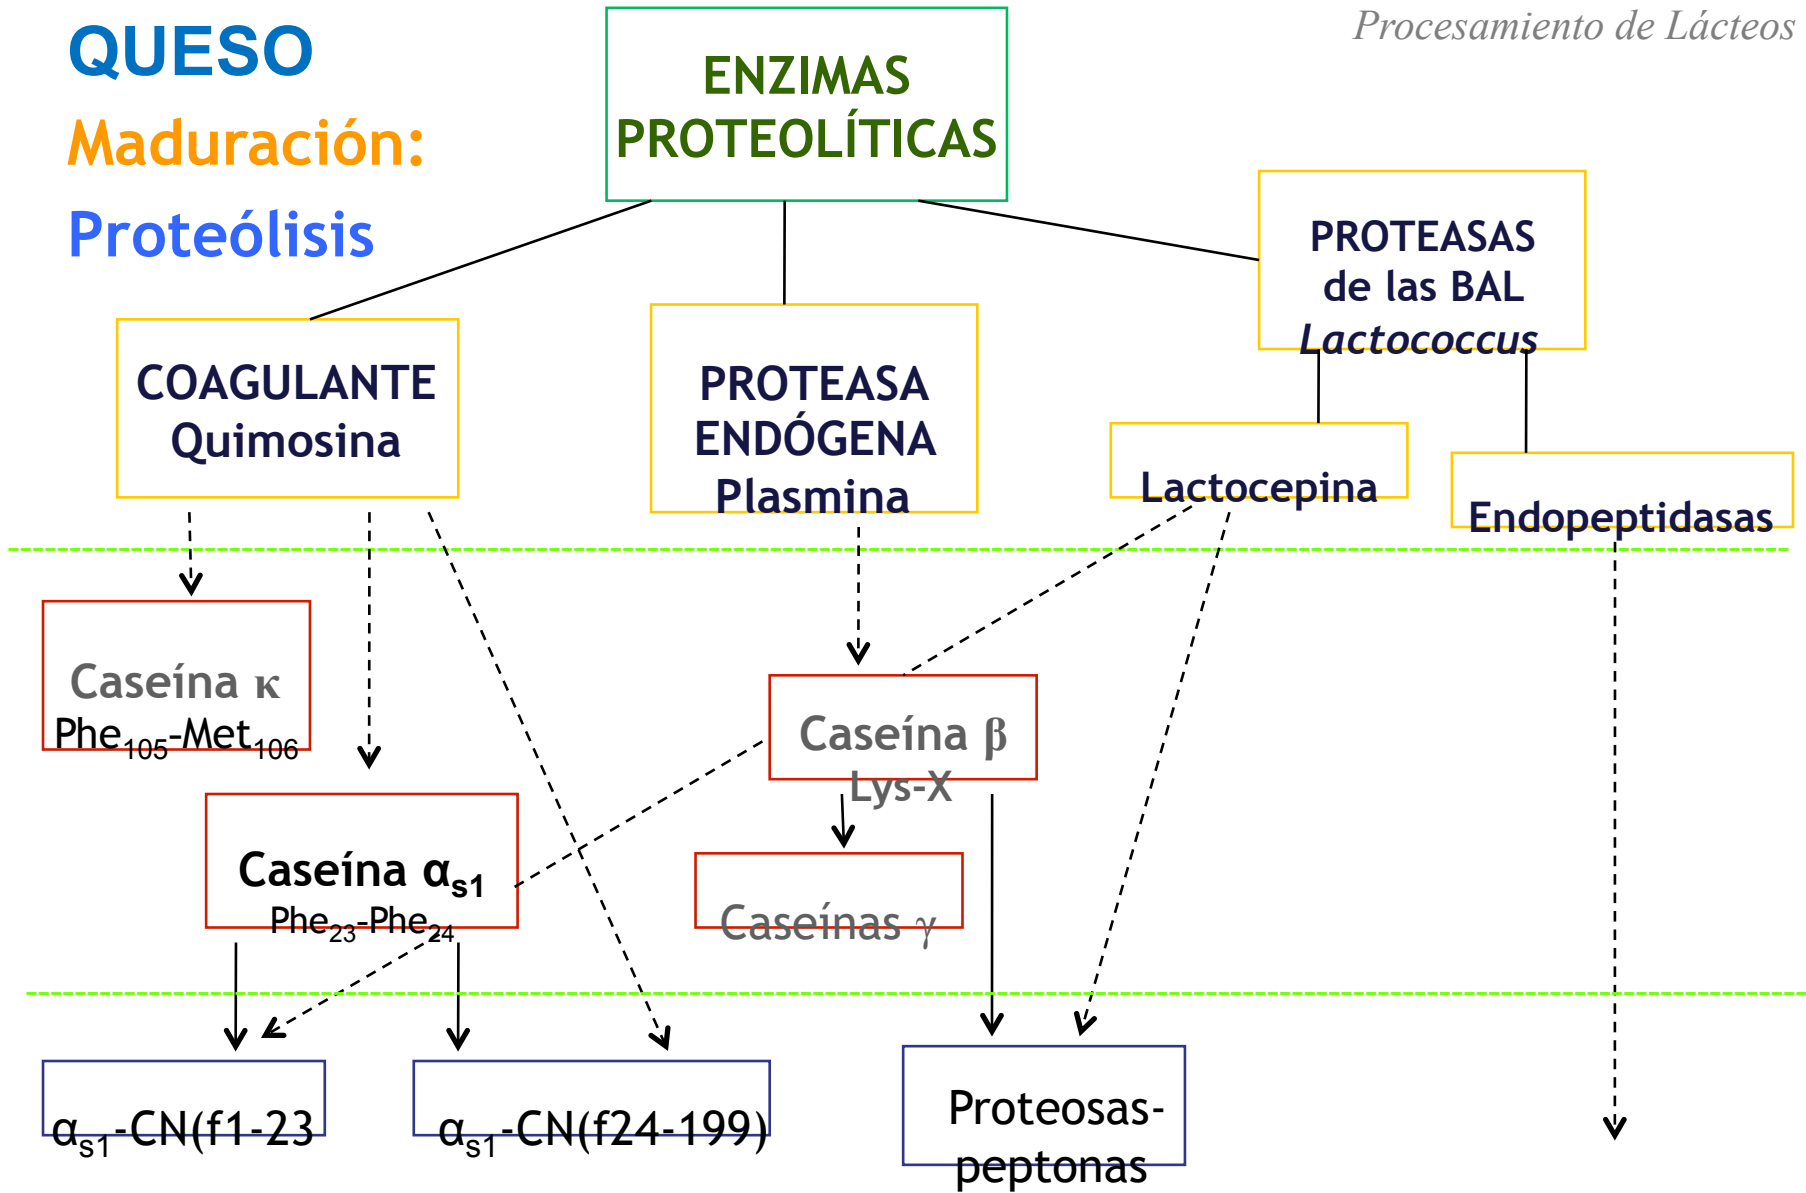 Procesamiento de Lácteos
QUESO
Maduración:
Proteólisis
ENZIMAS
PROTEOLÍTICAS
PROTEASAS
de las BAL
Lactococcus
COAGULANTE
Quimosina
PROTEASA
ENDÓGENA
Plasmina
Lactocepina
Endopeptidasas
Caseína κ
Phe105-Met106
Caseína β
Lys-X
Caseína αs1
Phe23-Phe24
Caseínas γ
αs1-CN(f1-23
αs1-CN(f24-199)
Proteosas-
peptonas